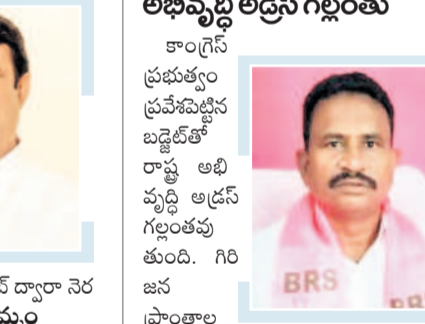 అభివృద్ధి అడ్రస్ గల్లంతు
కాంగ్రెస్
ప్రభుత్వం
ప్రవేశపెట్టిన
బడ్జెట్‌తో
రాష్ట్ర అభి
వృద్ధి అడ్రస్
గల్లంతవు
తుంది. గిరి
జన
ప్రాంతాల
BRS
ద్వారా నెర